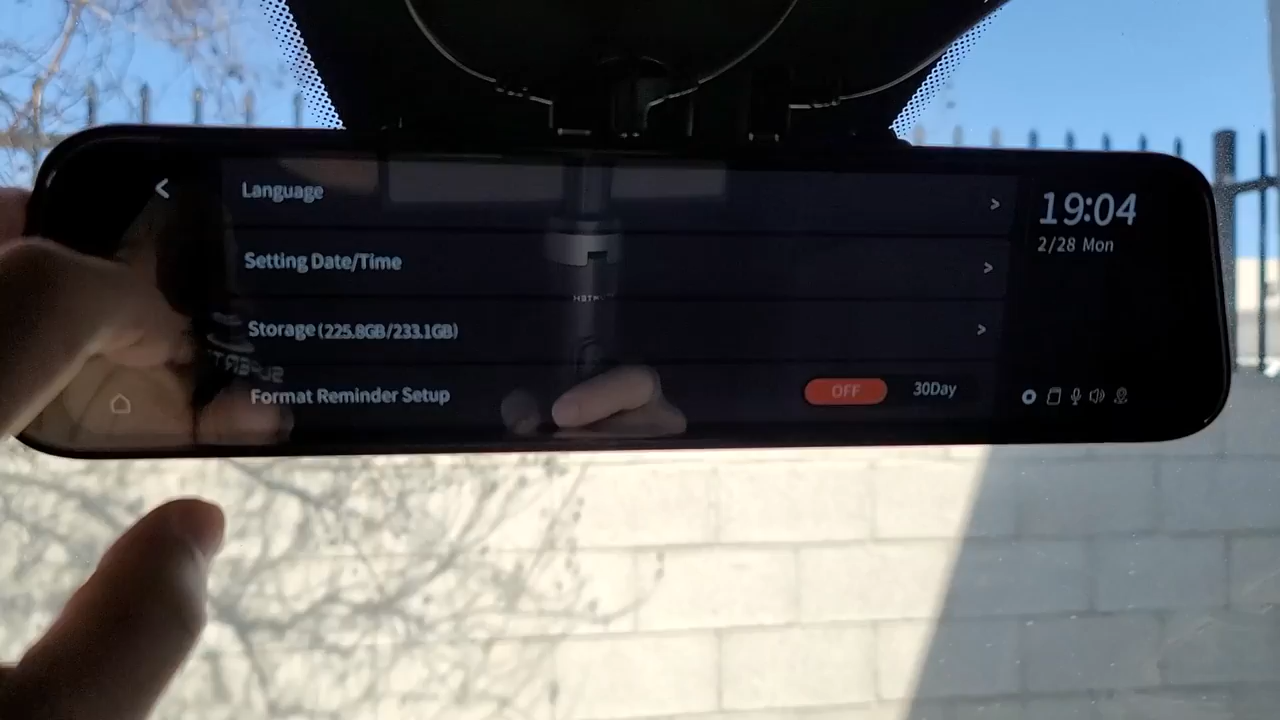 <
Language >
Setting Date/Time >
Storage (225.8GB/233.1GB) >
Format Reminder Setup OFF 30Day
19:04
2/28 Mon